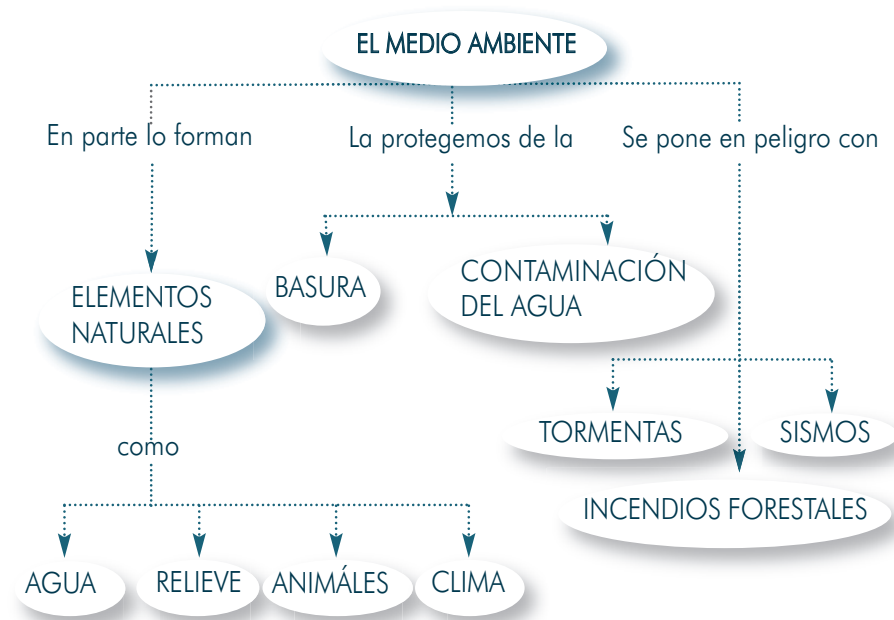 EL MEDIO AMBIENTE
En parte lo forman
La protegemos de la
Se pone en peligro con
ELEMENTOS
NATURALES
BASURA
CONTAMINACIÓN
DEL AGUA
TORMENTAS
SISMOS
INCENDIOS FORESTALES
como
AGUA
RELIEVE
ANIMÁLES
CLIMA